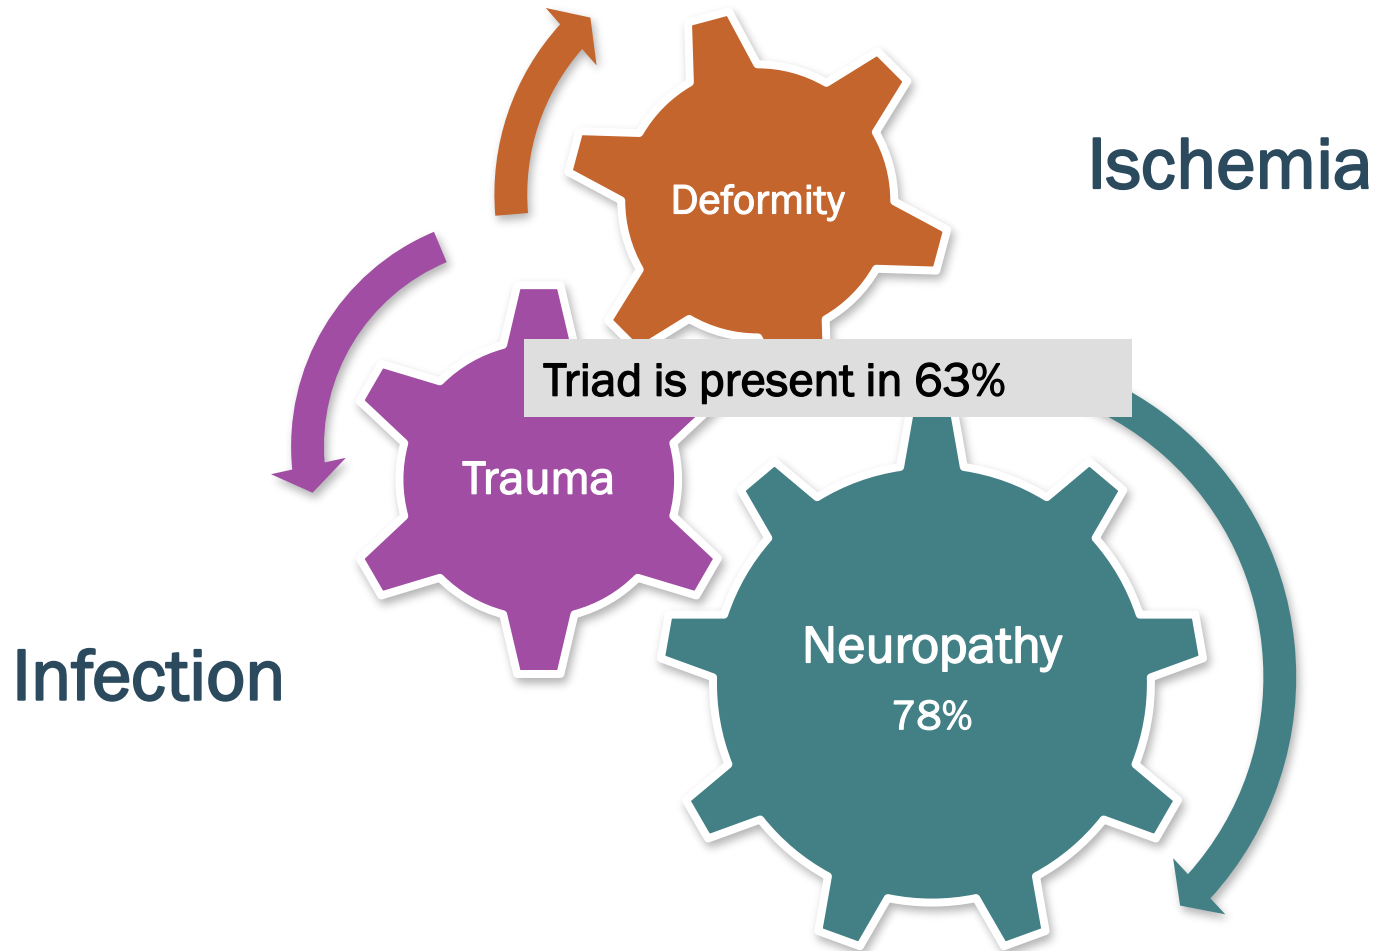 Deformity
Ischemia
Triad is present in 63%
Trauma
Neuropathy
78%
Infection